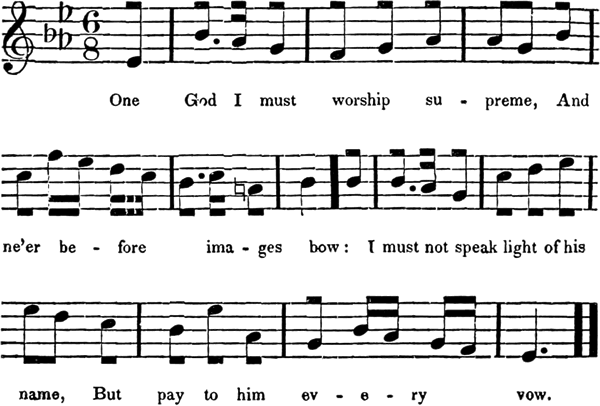 6
8
One God I must worship su - preme, And
ne'er be - fore ima - ges bow: I must not speak light of his
name, But pay to him ev - e - ry vow.